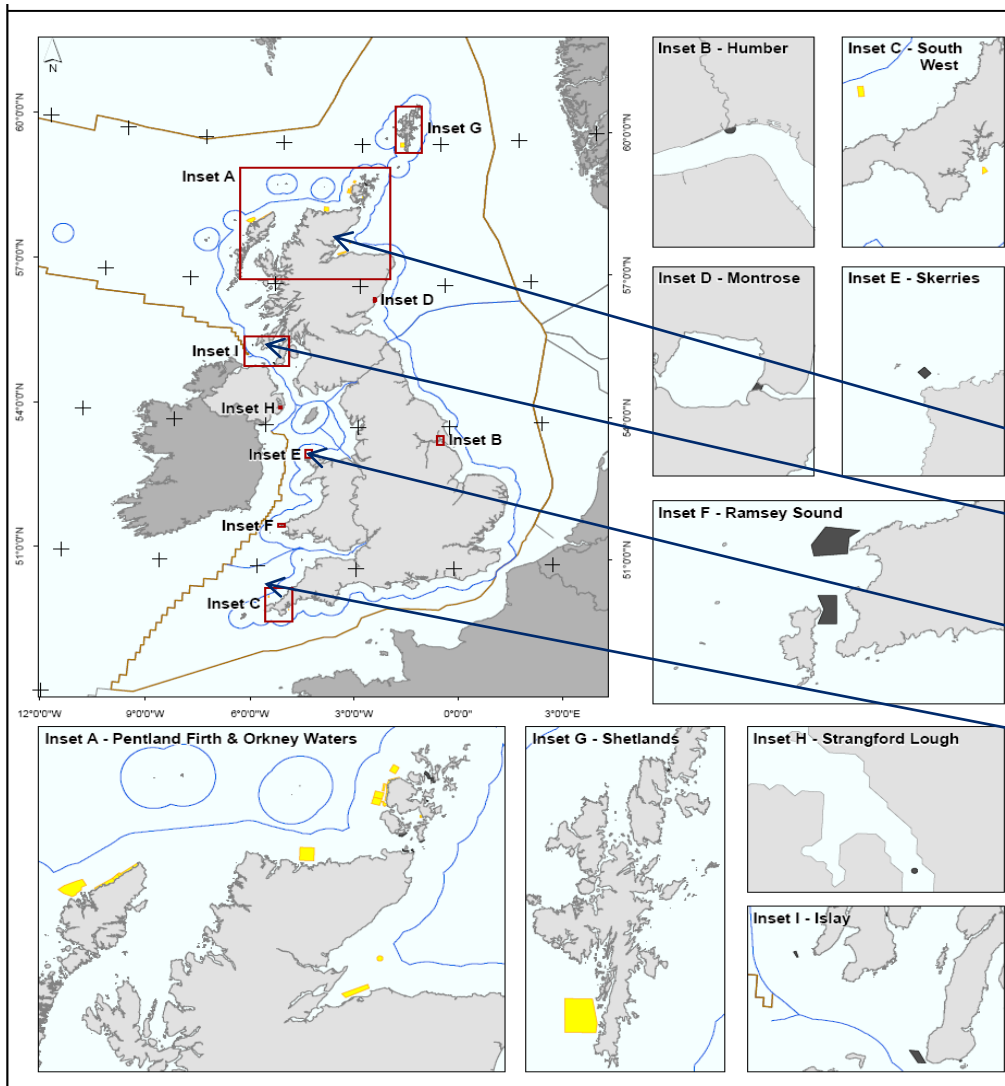 N
60°0'0"N
57°0'0"N
54°0'0"N
51°0'0"N
60°0'0"N
57°0'0"N
54°0'0"N
51°0'0"N
12°0'0"W
9°0'0"W
6°0'0"W
3°0'0"W
0°0'0"W
3°0'0"E
Inset G
Inset A
Inset D
Inset I
Inset H
Inset B
Inset E
Inset F
Inset C
Inset B - Humber
Inset C - South
West
Inset D - Montrose
Inset E - Skerries
Inset F - Ramsey Sound
Inset A - Pentland Firth & Orkney Waters
Inset G - Shetlands
Inset H - Strangford Lough
Inset I - Islay